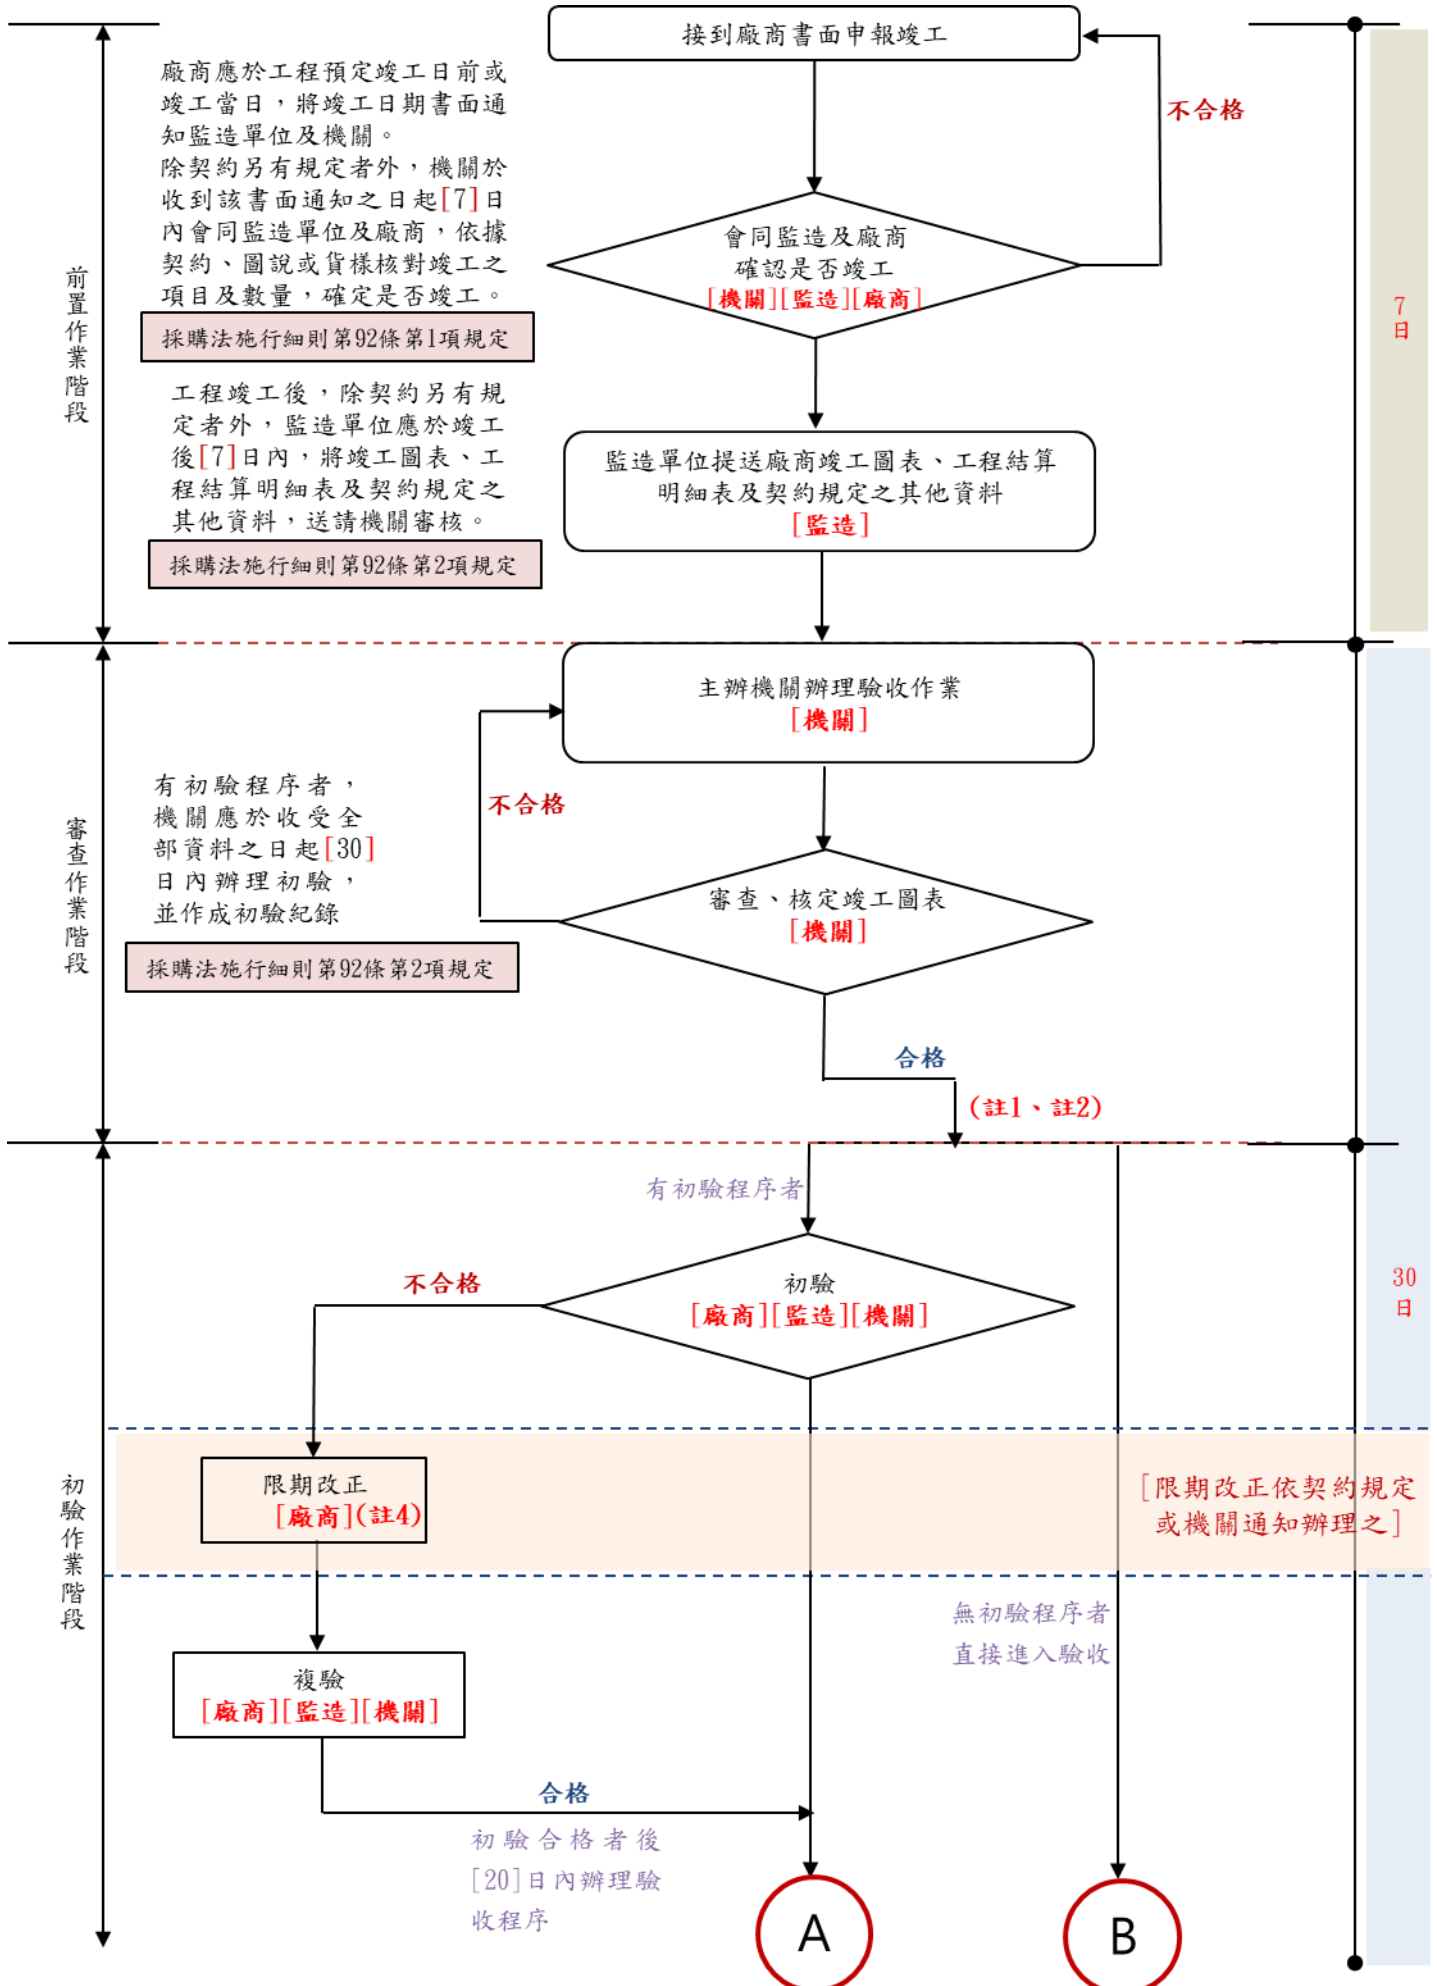 接到廠商書面申報竣工
不合格
廠商應於工程預定竣工日前或
竣工當日，將竣工日期書面通
知監造單位及機關。
除契約另有規定者外，機關於
收到該書面通知之日起[7]日
內會同監造單位及廠商，依據
契約、圖說或貨樣核對竣工之
項目及數量，確定是否竣工。
採購法施行細則第92條第1項規定
會同監造及廠商
確認是否竣工
[機關][監造][廠商]
前置作業階段
7
日
工程竣工後，除契約另有規
定者外，監造單位應於竣工
後[7]日內，將竣工圖表、工
程結算明細表及契約規定之
其他資料，送請機關審核。
採購法施行細則第92條第2項規定
監造單位提送廠商竣工圖表、工程結算
明細表及契約規定之其他資料
[監造]
主辦機關辦理驗收作業
[機關]
不合格
有初驗程序者，
機關應於收受全
部資料之日起[30]
日內辦理初驗，
並作成初驗紀錄
採購法施行細則第92條第2項規定
審查作業階段
審查、核定竣工圖表
[機關]
合格
(註1、註2)
有初驗程序者
不合格
初驗
[廠商][監造][機關]
30
日
限期改正
[廠商](註4)
[限期改正依契約規定
或機關通知辦理之]
初驗作業階段
無初驗程序者
直接進入驗收
複驗
[廠商][監造][機關]
合格
初驗合格者後
[20]日內辦理驗
收程序
A
B